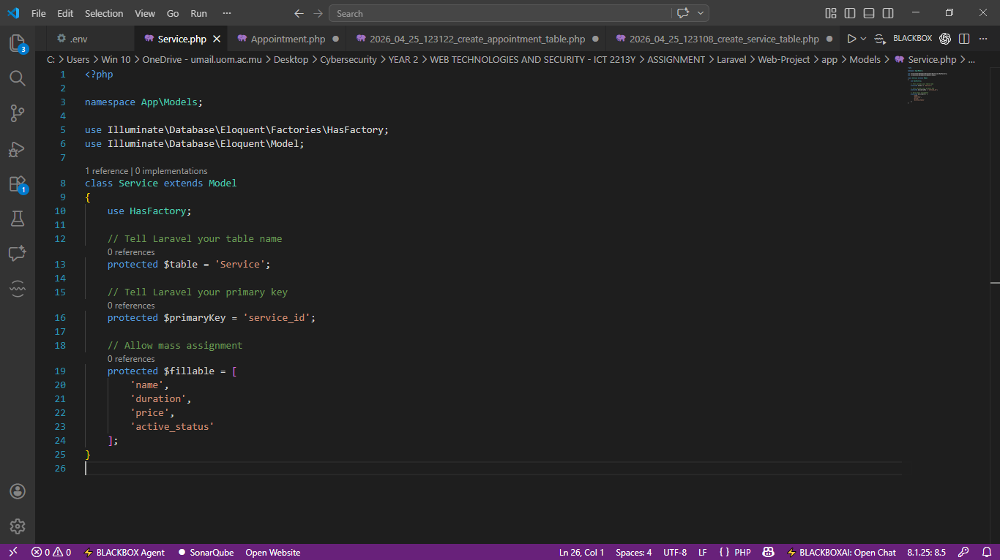 File Edit Selection View Go Run ··· Search
.env Service.php Appointment.php 2026_04_25_123122_create_appointment_table.php 2026_04_25_123108_create_service_table.php BLACKBOX ···
C: > Users > Win 10 > OneDrive - umail.uom.ac.mu > Desktop > Cybersecurity > YEAR 2 > WEB TECHNOLOGIES AND SECURITY - ICT 2213Y > ASSIGNMENT > Laravel > Web-Project > app > Models > Service.php > ...
3
1
1 <?php
2
3 namespace App\Models;
4
5 use Illuminate\Database\Eloquent\Factories\HasFactory;
6 use Illuminate\Database\Eloquent\Model;
7
1 reference | 0 implementations
8 class Service extends Model
9 {
10     use HasFactory;
11
12     // Tell Laravel your table name
0 references
13     protected $table = 'Service';
14
15     // Tell Laravel your primary key
0 references
16     protected $primaryKey = 'service_id';
17
18     // Allow mass assignment
0 references
19     protected $fillable = [
20         'name',
21         'duration',
22         'price',
23         'active_status'
24     ];
25 }
26
0 0 BLACKBOX Agent SonarQube Open Website Ln 26, Col 1 Spaces: 4 UTF-8 LF { } PHP BLACKBOXAI: Open Chat 8.1.25: 8.5